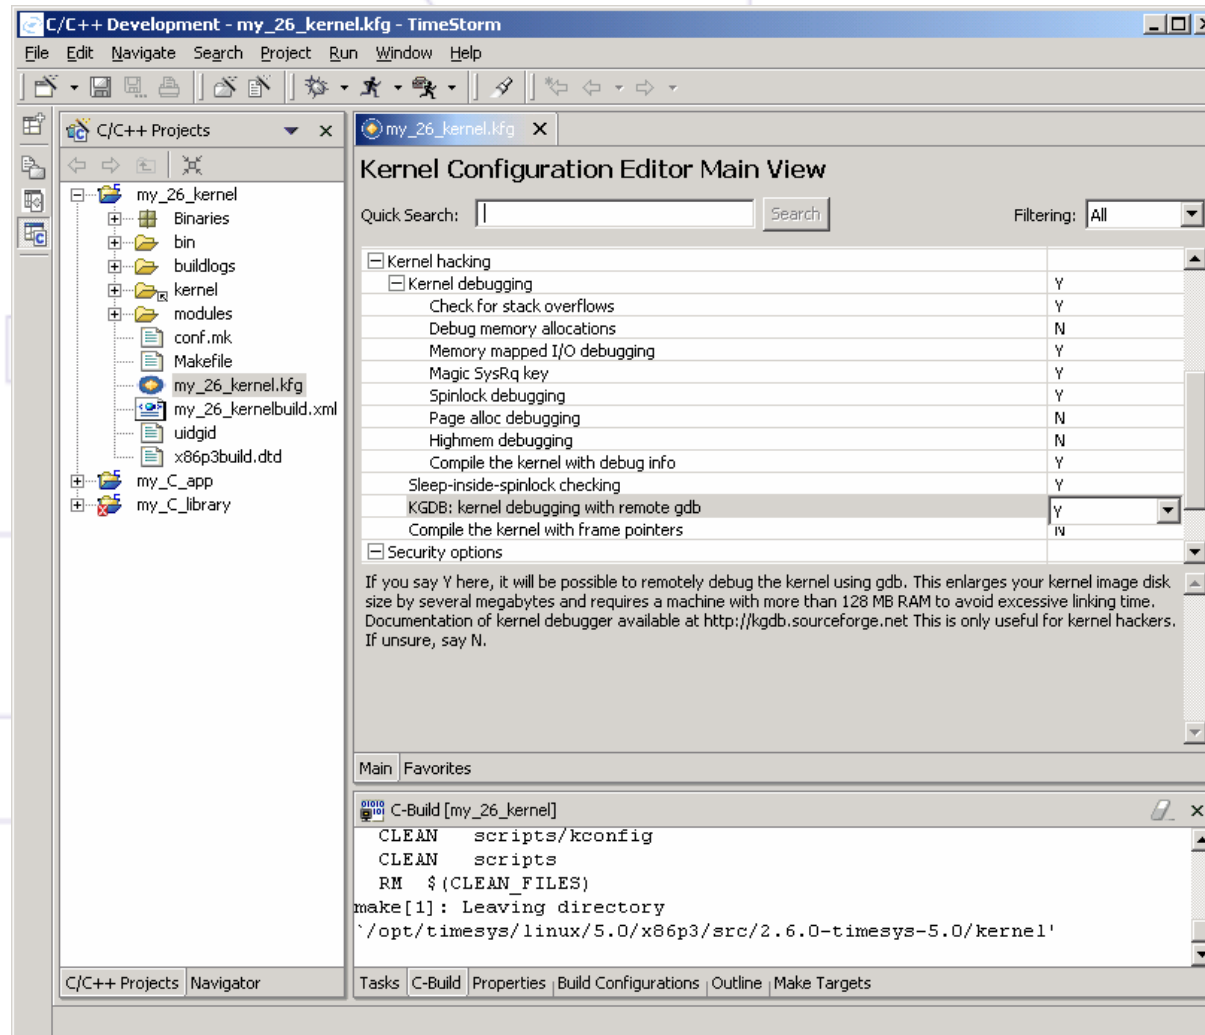 C/C++ Development - my_26_kernel.kfg - TimeStorm
File Edit Navigate Search Project Run Window Help
C/C++ Projects
my_26_kernel
Binaries
bin
buildlogs
kernel
modules
conf.mk
Makefile
my_26_kernel.kfg
my_26_kernelbuild.xml
uidgid
x86p3build.dtd
my_C_app
my_C_library
C/C++ Projects Navigator
my_26_kernel.kfg
Kernel Configuration Editor Main View
Quick Search: Search Filtering: All
Kernel hacking
Kernel debugging Y
Check for stack overflows Y
Debug memory allocations N
Memory mapped I/O debugging Y
Magic SysRq key Y
Spinlock debugging Y
Page alloc debugging N
Highmem debugging N
Compile the kernel with debug info Y
Sleep-inside-spinlock checking Y
KGDB: kernel debugging with remote gdb Y
Compile the kernel with frame pointers N
Security options
If you say Y here, it will be possible to remotely debug the kernel using gdb. This enlarges your kernel image disk
size by several megabytes and requires a machine with more than 128 MB RAM to avoid excessive linking time.
Documentation of kernel debugger available at http://kgdb.sourceforge.net This is only useful for kernel hackers.
If unsure, say N.
Main Favorites
C-Build [my_26_kernel]
CLEAN scripts/kconfig
CLEAN scripts
RM $(CLEAN_FILES)
make[1]: Leaving directory
`/opt/timesys/linux/5.0/x86p3/src/2.6.0-timesys-5.0/kernel'
Tasks C-Build Properties Build Configurations Outline Make Targets